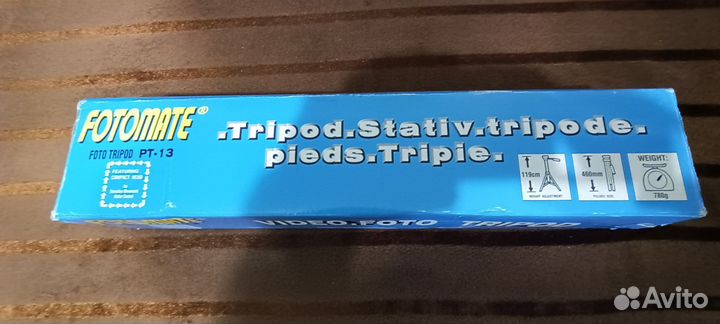 FOTOMATE®
FOTO TRIPOD PT-13
FEATURING
COMPACT HEAD
.Tripod.Stativ.tripode.
pieds.Tripie.
119cm
460mm
WEIGHT:
780g
VIDEO.FOTO TRIPOD
Avito